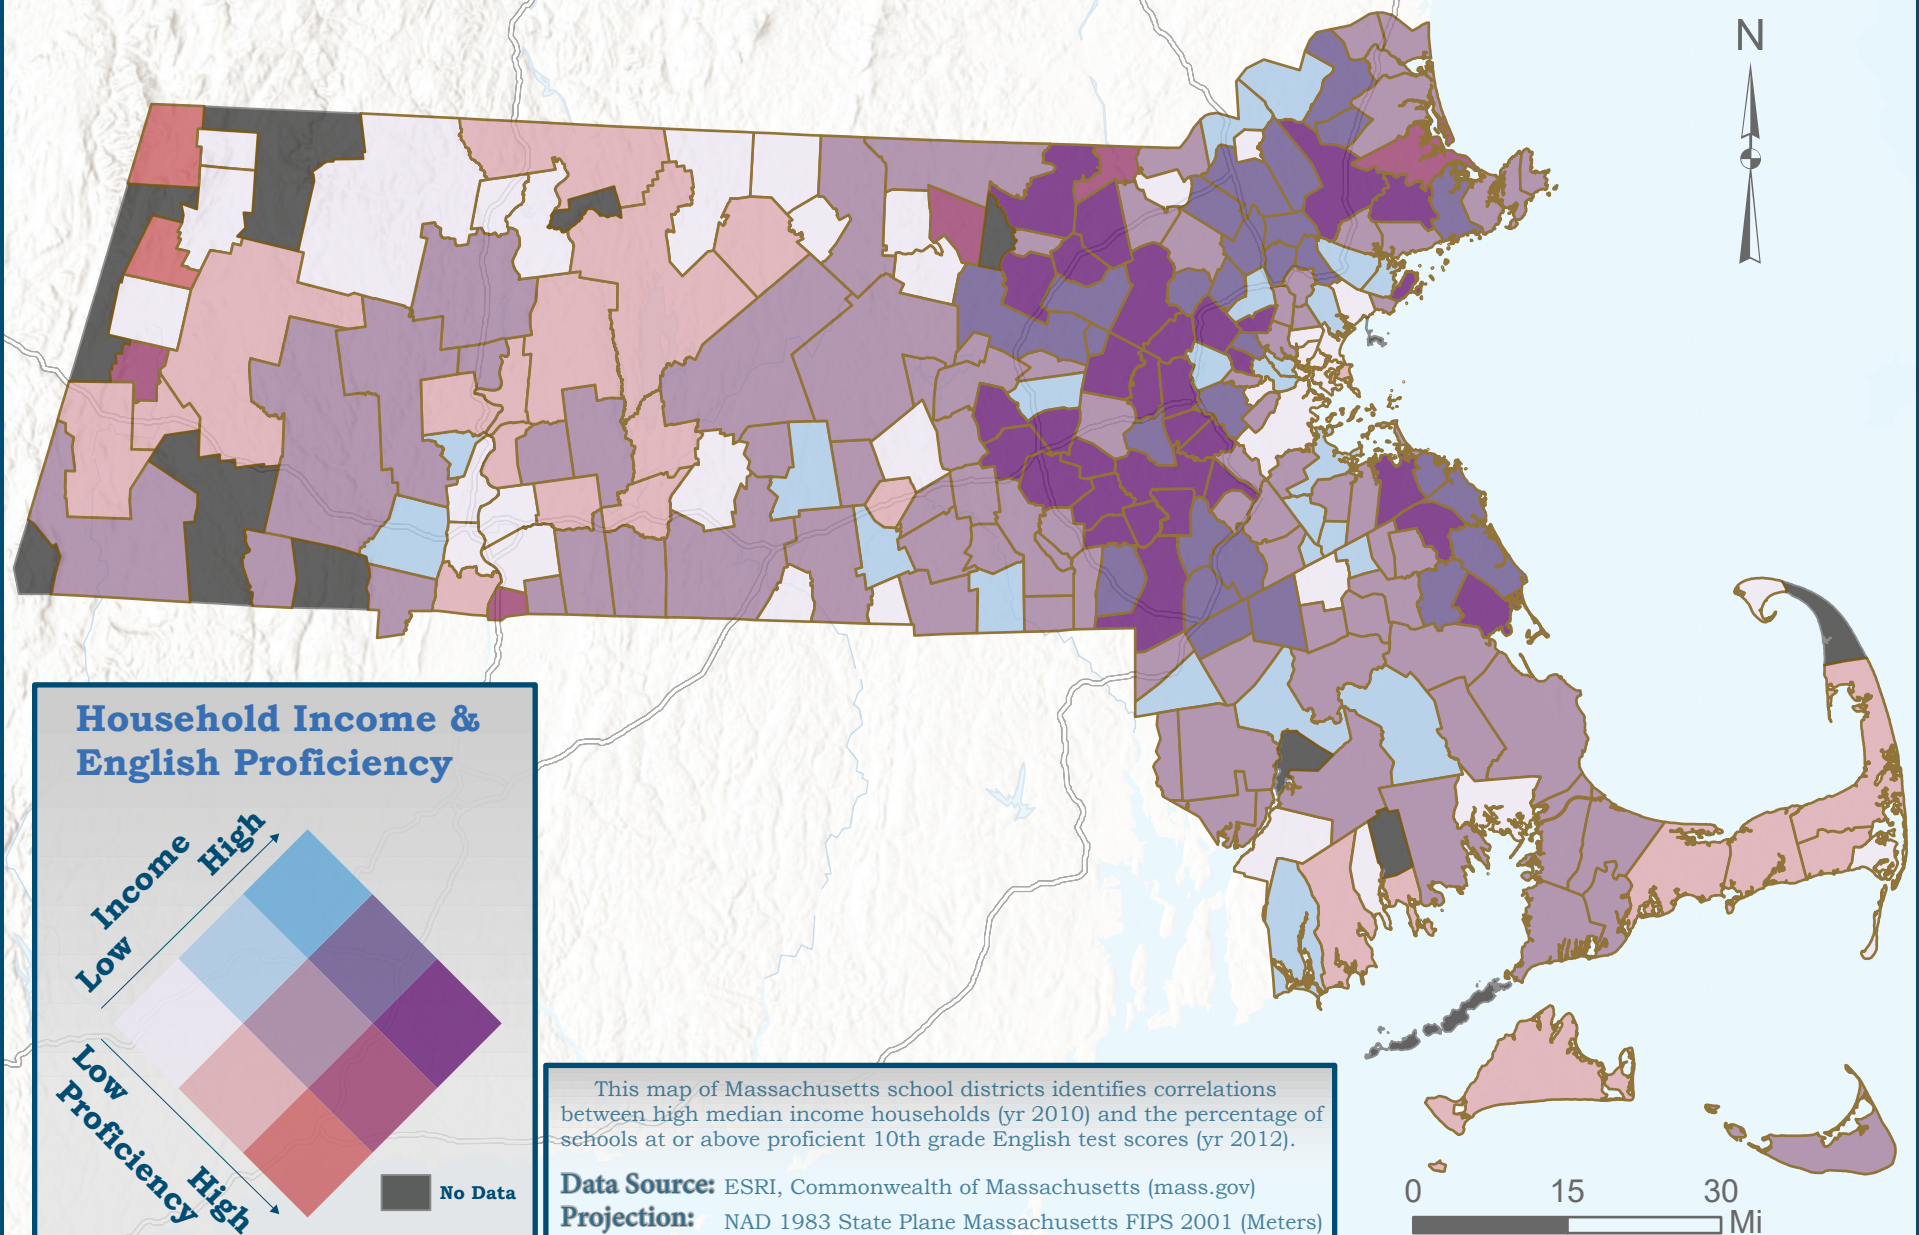 N
Household Income &
English Proficiency
Income
Low
High
Low
Proficiency
High
No Data
This map of Massachusetts school districts identifies correlations
between high median income households (yr 2010) and the percentage of
schools at or above proficient 10th grade English test scores (yr 2012).
Data Source: ESRI, Commonwealth of Massachusetts (mass.gov)
Projection: NAD 1983 State Plane Massachusetts FIPS 2001 (Meters)
0 15 30
Mi